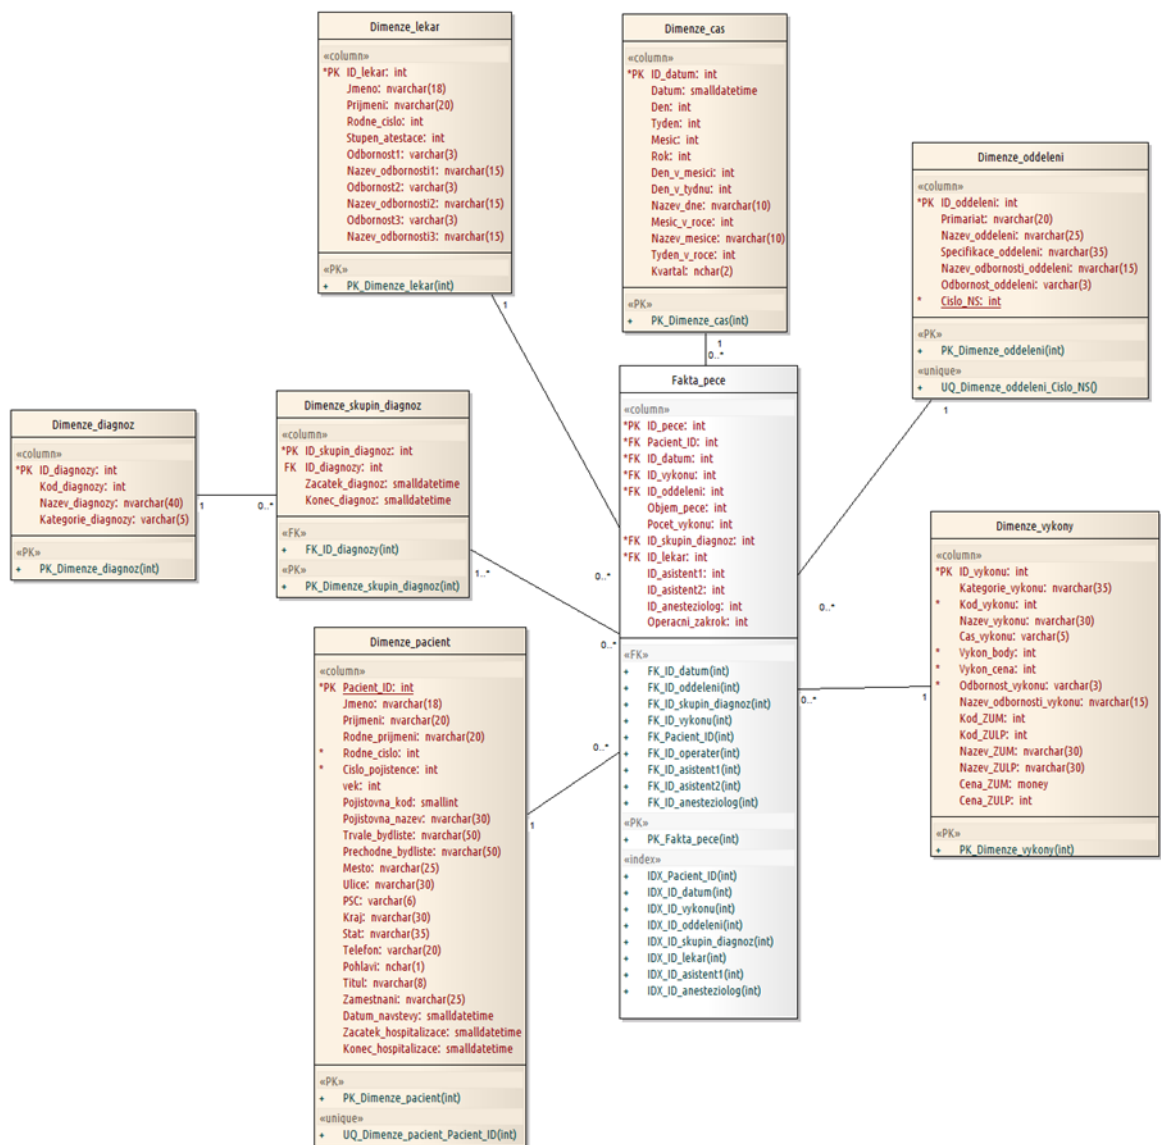 Dimenze_lekar
«column»
*PK ID_lekar: int
Jmeno: nvarchar(18)
Prijmeni: nvarchar(20)
Rodne_cislo: int
Stupen_atestace: int
Odbornost1: varchar(3)
Nazev_odbornosti1: nvarchar(15)
Odbornost2: varchar(3)
Nazev_odbornosti2: nvarchar(15)
Odbornost3: varchar(3)
Nazev_odbornosti3: nvarchar(15)
«PK»
+ PK_Dimenze_lekar(int)
1
Dimenze_cas
«column»
*PK ID_datum: int
Datum: smalldatetime
Den: int
Tyden: int
Mesic: int
Rok: int
Den_v_mesici: int
Den_v_tydnu: int
Nazev_dne: nvarchar(10)
Mesic_v_roce: int
Nazev_mesice: nvarchar(10)
Tyden_v_roce: int
Kvartal: nchar(2)
«PK»
+ PK_Dimenze_cas(int)
1
0..*
Dimenze_oddeleni
«column»
*PK ID_oddeleni: int
Primariat: nvarchar(20)
Nazev_oddeleni: nvarchar(25)
Specifikace_oddeleni: nvarchar(35)
Nazev_odbornosti_oddeleni: nvarchar(15)
Odbornost_oddeleni: varchar(3)
* Cislo_NS: int
«PK»
+ PK_Dimenze_oddeleni(int)
«unique»
+ UQ_Dimenze_oddeleni_Cislo_NS()
1
Dimenze_diagnoz
«column»
*PK ID_diagnozy: int
Kod_diagnozy: int
Nazev_diagnozy: nvarchar(40)
Kategorie_diagnozy: varchar(5)
«PK»
+ PK_Dimenze_diagnoz(int)
1
0..*
Dimenze_skupin_diagnoz
«column»
*PK ID_skupin_diagnoz: int
FK ID_diagnozy: int
Zacatek_diagnoz: smalldatetime
Konec_diagnoz: smalldatetime
«FK»
+ FK_ID_diagnozy(int)
«PK»
+ PK_Dimenze_skupin_diagnoz(int)
1..*
Fakta_pece
«column»
*PK ID_pece: int
*FK Pacient_ID: int
*FK ID_datum: int
*FK ID_vykonu: int
*FK ID_oddeleni: int
Objem_pece: int
Pocet_vykonu: int
*FK ID_skupin_diagnoz: int
*FK ID_lekar: int
ID_asistent1: int
ID_asistent2: int
ID_anesteziolog: int
Operacni_zakrok: int
«FK»
+ FK_ID_datum(int)
+ FK_ID_oddeleni(int)
+ FK_ID_skupin_diagnoz(int)
+ FK_ID_vykonu(int)
+ FK_Pacient_ID(int)
+ FK_ID_operater(int)
+ FK_ID_asistent1(int)
+ FK_ID_asistent2(int)
+ FK_ID_anesteziolog(int)
«PK»
+ PK_Fakta_pece(int)
«index»
+ IDX_Pacient_ID(int)
+ IDX_ID_datum(int)
+ IDX_ID_vykonu(int)
+ IDX_ID_oddeleni(int)
+ IDX_ID_skupin_diagnoz(int)
+ IDX_ID_lekar(int)
+ IDX_ID_asistent1(int)
+ IDX_ID_anesteziolog(int)
0..*
0..*
0..*
0..*
0..*
1
Dimenze_vykony
«column»
*PK ID_vykonu: int
Kategorie_vykonu: nvarchar(35)
* Kod_vykonu: int
Nazev_vykonu: nvarchar(30)
Cas_vykonu: varchar(5)
* Vykon_body: int
* Vykon_cena: int
* Odbornost_vykonu: varchar(3)
Nazev_odbornosti_vykonu: nvarchar(15)
Kod_ZUM: int
Kod_ZULP: int
Nazev_ZUM: nvarchar(30)
Nazev_ZULP: nvarchar(30)
Cena_ZUM: money
Cena_ZULP: int
«PK»
+ PK_Dimenze_vykony(int)
Dimenze_pacient
«column»
*PK Pacient_ID: int
Jmeno: nvarchar(18)
Prijmeni: nvarchar(20)
Rodne_prijmeni: nvarchar(20)
* Rodne_cislo: int
* Cislo_pojistence: int
vek: int
Pojistovna_kod: smallint
Pojistovna_nazev: nvarchar(30)
Trvale_bydliste: nvarchar(50)
Prechodne_bydliste: nvarchar(50)
Mesto: nvarchar(25)
Ulice: nvarchar(30)
PSC: varchar(6)
Kraj: nvarchar(30)
Stat: nvarchar(35)
Telefon: varchar(20)
Pohlavi: nchar(1)
Titul: nvarchar(8)
Zamestnani: nvarchar(25)
Datum_navstevy: smalldatetime
Zacatek_hospitalizace: smalldatetime
Konec_hospitalizace: smalldatetime
«PK»
+ PK_Dimenze_pacient(int)
«unique»
+ UQ_Dimenze_pacient_Pacient_ID(int)
1